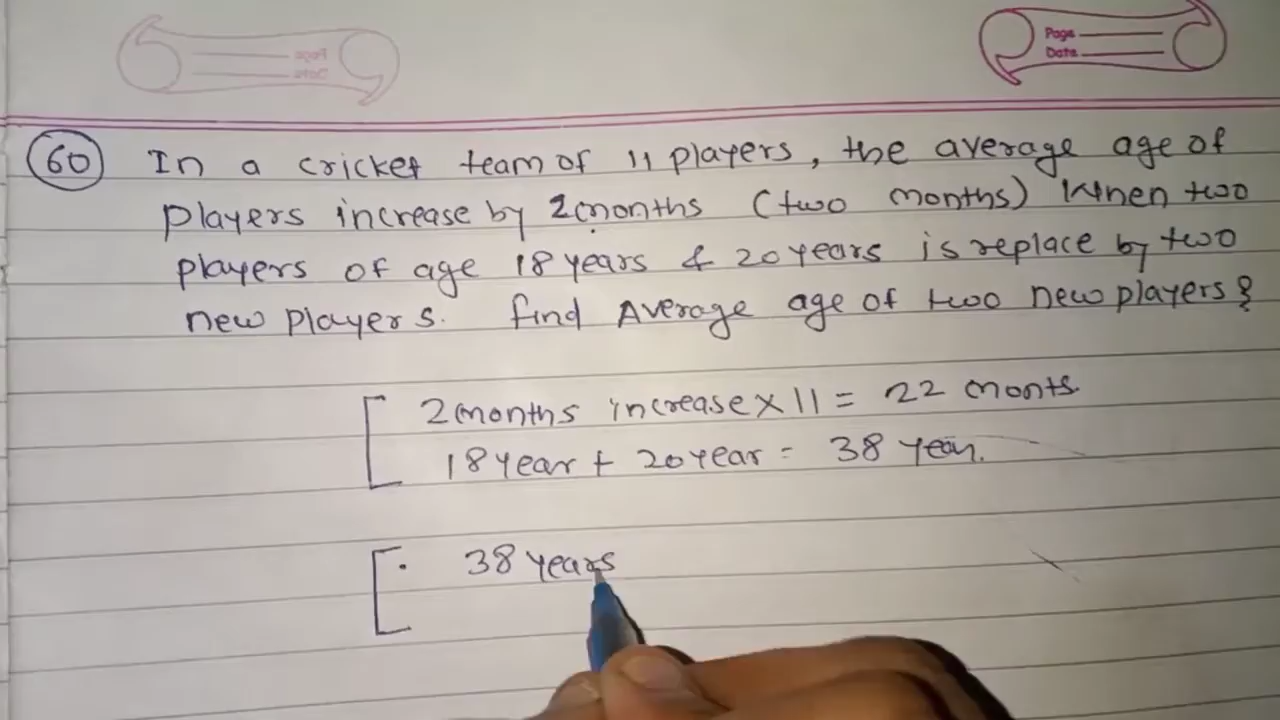 Page
Date
60 In a cricket team of 11 players, the average age of
players increase by 2months (two months) When two
players of age 18 years & 20 years is replace by two
new players. find Average age of two new players?
2months increase x 11 = 22 monts.
18 year + 20 year = 38 year.
38 years